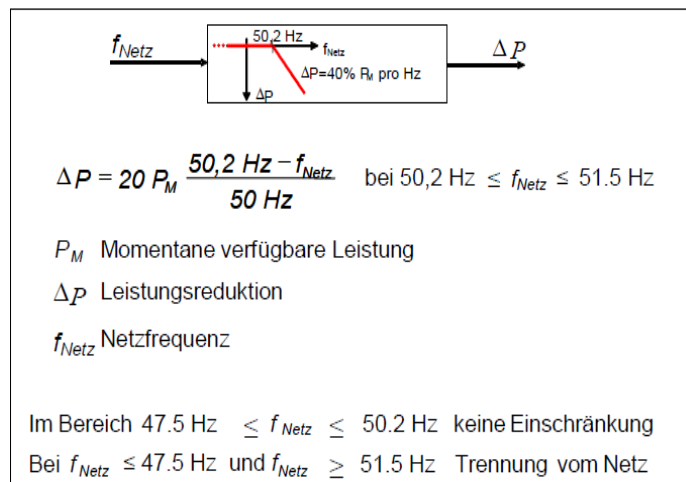 f_Netz 50,2 Hz f_Netz ΔP
ΔP=40% P_M pro Hz
ΔP
ΔP = 20 P_M (50,2 Hz – f_Netz) / 50 Hz bei 50,2 Hz ≤ f_Netz ≤ 51.5 Hz
P_M Momentane verfügbare Leistung
ΔP Leistungsreduktion
f_Netz Netzfrequenz
Im Bereich 47.5 Hz ≤ f_Netz ≤ 50.2 Hz keine Einschränkung
Bei f_Netz ≤ 47.5 Hz und f_Netz ≥ 51.5 Hz Trennung vom Netz